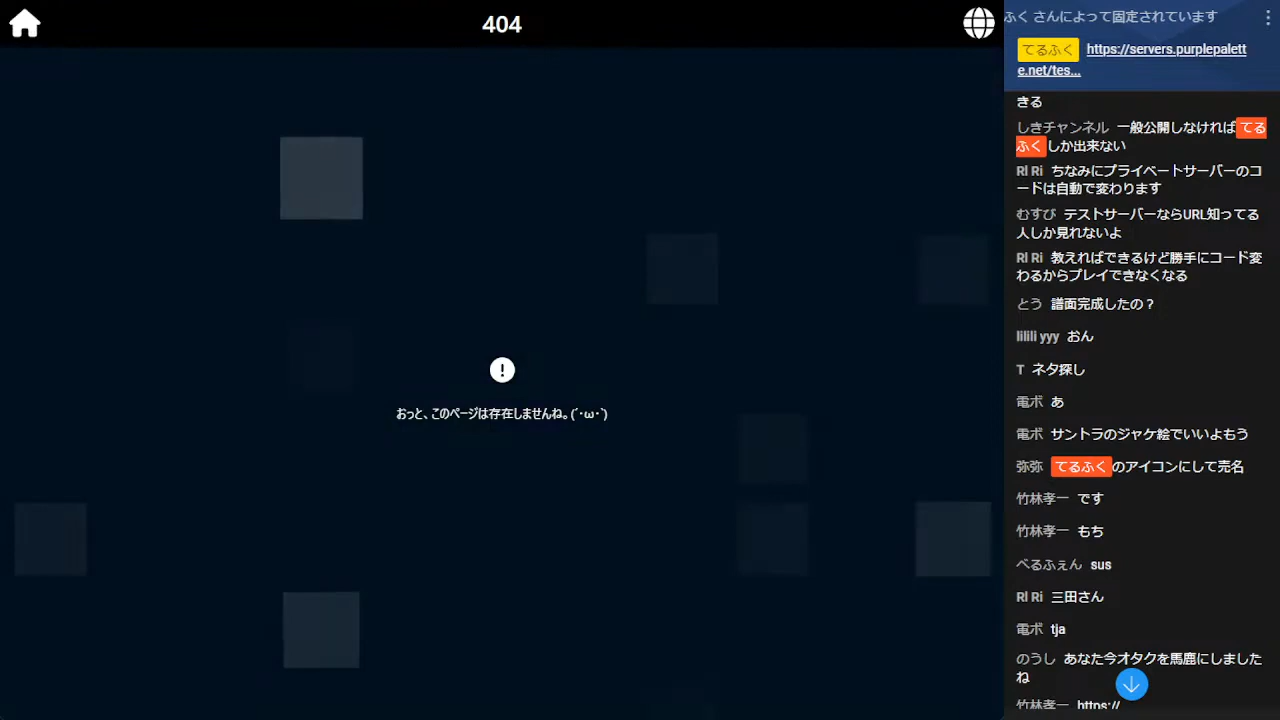 404
おっと、このページは存在しませんね。(´･ω･`)
ふく さんによって固定されています
てるふく https://servers.purplepalett
e.net/tes...
きる
しきチャンネル 一般公開しなければてる
ふくしか出来ない
RI Ri ちなみにプライベートサーバーのコ
ードは自動で変わります
むすび テストサーバーならURL知ってる
人しか見れないよ
RI Ri 教えればできるけど勝手にコード変
わるからプレイできなくなる
とう 譜面完成したの？
lilili yyy おん
T ネタ探し
電ボ あ
電ボ サントラのジャケ絵でいいよもう
弥弥 てるふくのアイコンにして売名
竹林孝一 です
竹林孝一 もち
べるふぇん sus
RI Ri 三田さん
電ボ tja
のうし あなた今オタクを馬鹿にしました
ね
竹林孝一 https://